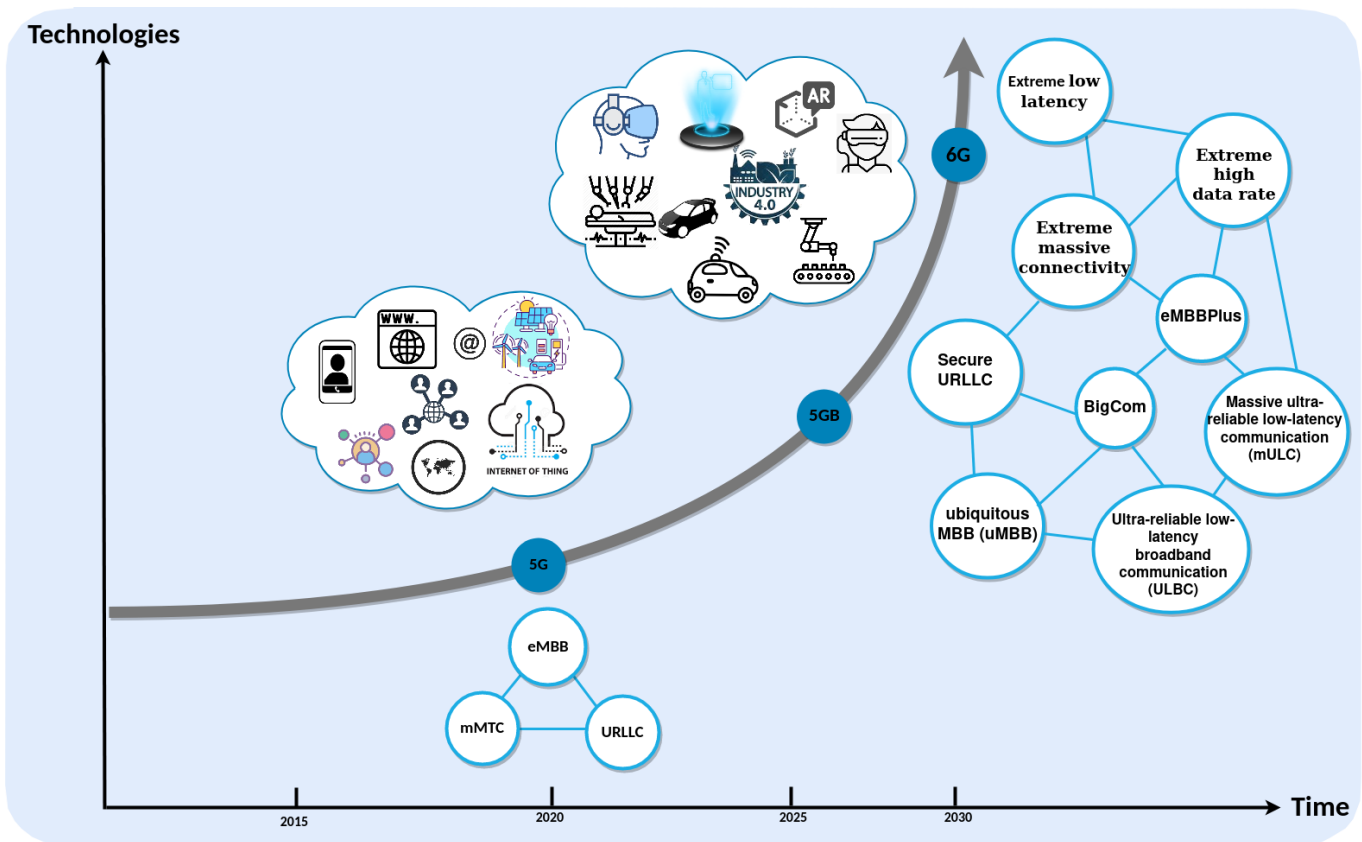 Technologies
AR
INDUSTRY
4.0
WWW.
@
INTERNET OF THING
6G
5GB
5G
eMBB
mMTC
URLLC
Extreme low
latency
Extreme
high
data rate
Extreme
massive
connectivity
eMBBPlus
Secure
URLLC
BigCom
Massive ultra-
reliable low-latency
communication
(mULC)
ubiquitous
MBB (uMBB)
Ultra-reliable low-
latency
broadband
communication
(ULBC)
2015
2020
2025
2030
Time